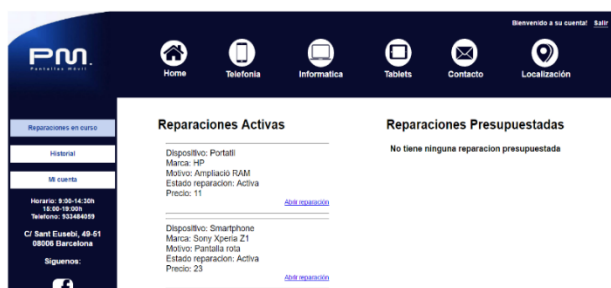 Bienvenido a su cuenta! Salir
PM.
Pantallas Móvil
Home Telefonia Informatica Tablets Contacto Localización
Reparaciones en curso
Historial
Mi cuenta
Horario: 9:00-14:30h
15:00-19:00h
Telefono: 933484059
C/ Sant Eusebi, 49-51
08006 Barcelona
Síguenos:
Reparaciones Activas
Dispositivo: Portatil
Marca: HP
Motivo: Ampliació RAM
Estado reparacion: Activa
Precio: 11
Abrir reparación
Dispositivo: Smartphone
Marca: Sony Xperia Z1
Motivo: Pantalla rota
Estado reparacion: Activa
Precio: 23
Abrir reparación
Reparaciones Presupuestadas
No tiene ninguna reparacion presupuestada